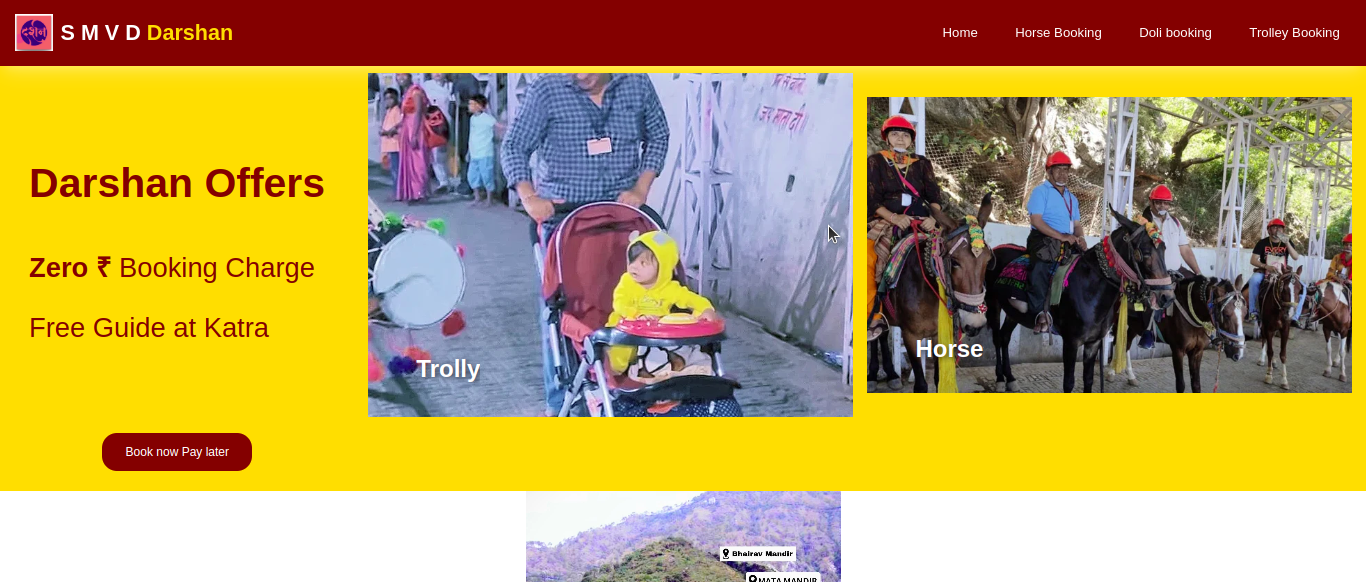 दर्शन
S M V D Darshan
Home
Horse Booking
Doli booking
Trolley Booking
Darshan Offers
Zero ₹ Booking Charge
Free Guide at Katra
Book now Pay later
जय माता दी।
Trolly
Horse
Bhairav Mandir
MATA MANDIR